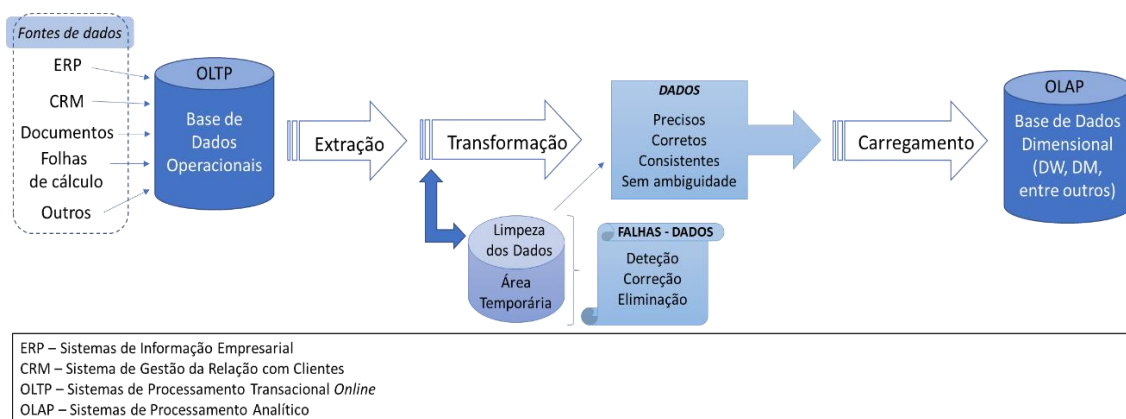 Fontes de dados
ERP
CRM
Documentos
Folhas
de cálculo
Outros
OLTP
Base de
Dados
Operacionais
Extração
Transformação
Limpeza
dos Dados
Área
Temporária
FALHAS - DADOS
Deteção
Correção
Eliminação
DADOS
Precisos
Corretos
Consistentes
Sem ambiguidade
Carregamento
OLAP
Base de Dados
Dimensional
(DW, DM,
entre outros)
ERP – Sistemas de Informação Empresarial
CRM – Sistema de Gestão da Relação com Clientes
OLTP – Sistemas de Processamento Transacional Online
OLAP – Sistemas de Processamento Analítico